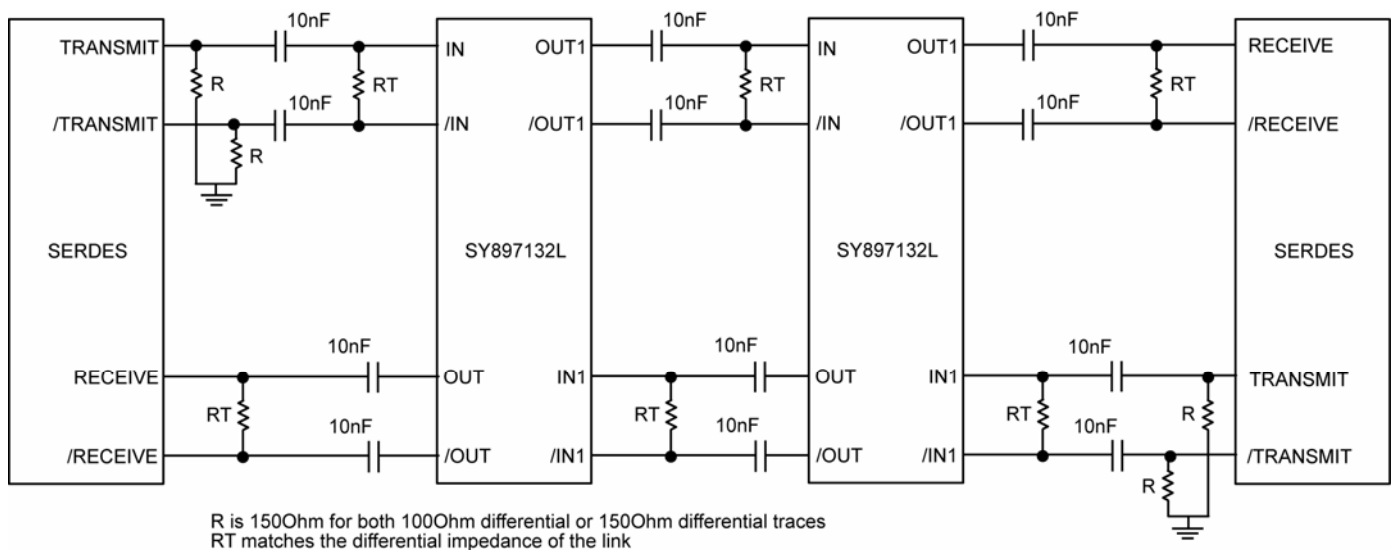 10nF 10nF 10nF
TRANSMIT IN OUT1 IN OUT1 RECEIVE
R 10nF RT 10nF RT 10nF RT
/TRANSMIT /IN /OUT1 /IN /OUT1 /RECEIVE
R
SERDES SY897132L SY897132L SERDES
10nF 10nF 10nF
RECEIVE OUT IN1 OUT IN1 TRANSMIT
RT 10nF RT 10nF RT 10nF R
/RECEIVE /OUT /IN1 /OUT /IN1 /TRANSMIT
R
R is 150Ohm for both 100Ohm differential or 150Ohm differential traces
RT matches the differential impedance of the link